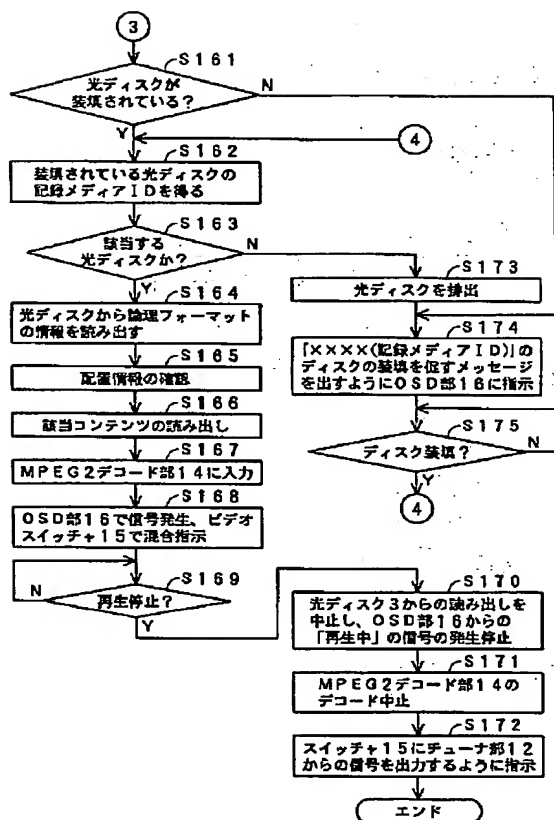 3
S161
光ディスクが
装填されている?
N
Y
4
S162
装填されている光ディスクの
記録メディアIDを得る
S163
該当する
光ディスクか?
N
Y
S164
光ディスクから論理フォーマット
の情報を読み出す
S165
配置情報の確認
S166
該当コンテンツの読み出し
S167
MPEG2デコード部14に入力
S168
OSD部16で信号発生、ビデオ
スイッチャ15で混合指示
S169
再生停止?
N
Y
S173
光ディスクを排出
S174
「××××(記録メディアID)」の
ディスクの装填を促すメッセージ
を出すようにOSD部16に指示
S175
ディスク装填?
N
Y
4
S170
光ディスク3からの読み出しを
中止し、OSD部16からの
「再生中」の信号の発生停止
S171
MPEG2デコード部14の
デコード中止
S172
スイッチャ15にチューナ部12
からの信号を出力するように指示
エンド